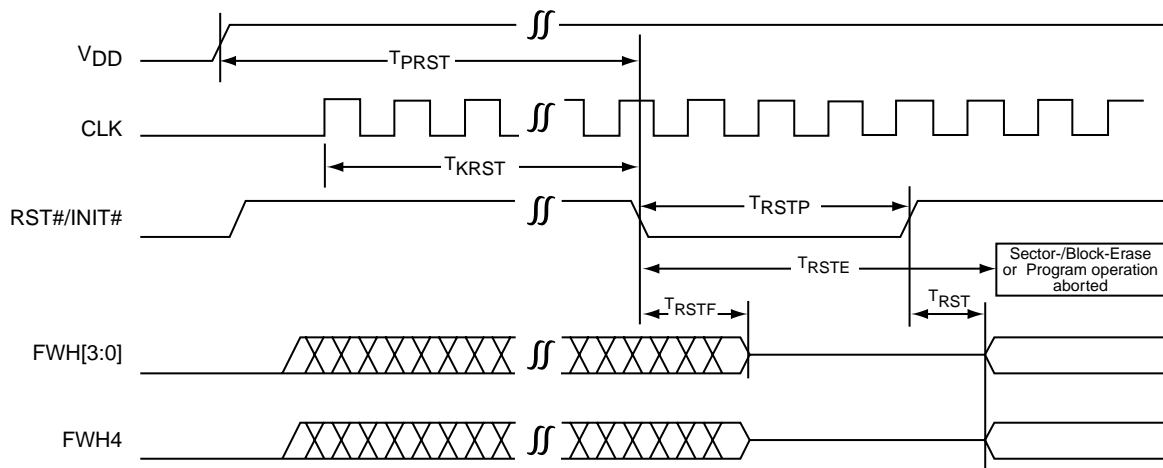 VDD
TPRST
CLK
TKRST
RST#/INIT#
TRSTP
TRSTE
Sector-/Block-Erase
or Program operation
aborted
TRSTF
TRST
FWH[3:0]
FWH4